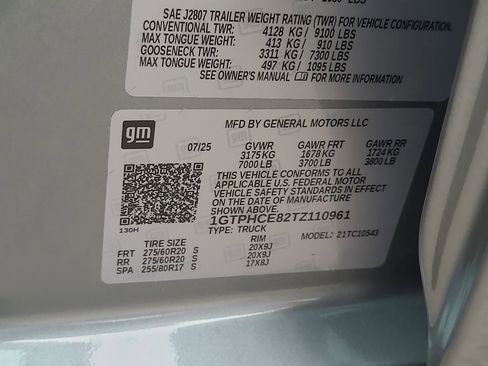 SAE J2807 TRAILER WEIGHT RATING (TWR) FOR VEHICLE CONFIGURATION.
CONVENTIONAL TWR: 4128 KG / 9100 LBS
MAX TONGUE WEIGHT: 413 KG / 910 LBS
GOOSENECK TWR: 3311 KG / 7300 LBS
MAX TONGUE WEIGHT: 497 KG / 1095 LBS
SEE OWNER'S MANUAL FOR MORE INFORMATION
gm
MFD BY GENERAL MOTORS LLC
07/25 GVWR GAWR FRT GAWR RR
3175 KG 1678 KG 1724 KG
7000 LB 3700 LB 3800 LB
THIS VEHICLE CONFORMS TO ALL
APPLICABLE U.S. FEDERAL MOTOR
VEHICLE SAFETY STANDARDS IN EFFECT
ON THE DATE OF MANUFACTURE SHOWN ABOVE.
130H
1GTPHCE82TZ110961
TYPE: TRUCK MODEL: 21TC10543
TIRE SIZE RIM
FRT 275/60R20 S 20X9J
RR 275/60R20 S 20X9J
SPA 255/80R17 S 17X8J